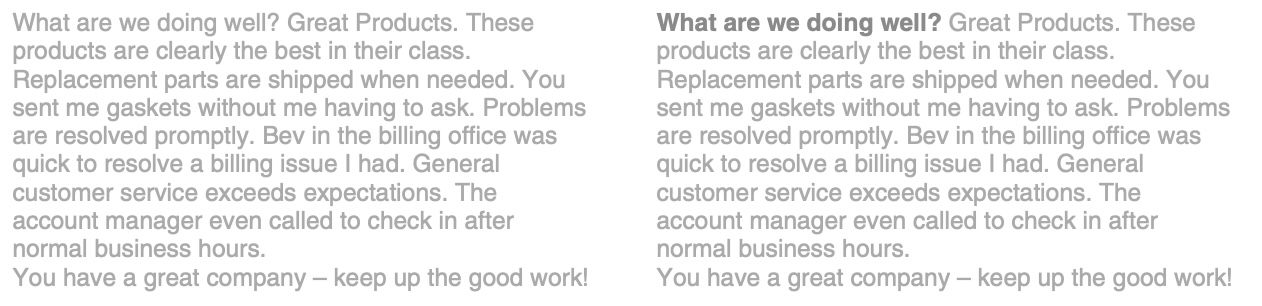 What are we doing well? Great Products. These
products are clearly the best in their class.
Replacement parts are shipped when needed. You
sent me gaskets without me having to ask. Problems
are resolved promptly. Bev in the billing office was
quick to resolve a billing issue I had. General
customer service exceeds expectations. The
account manager even called to check in after
normal business hours.
You have a great company – keep up the good work!
What are we doing well? Great Products. These
products are clearly the best in their class.
Replacement parts are shipped when needed. You
sent me gaskets without me having to ask. Problems
are resolved promptly. Bev in the billing office was
quick to resolve a billing issue I had. General
customer service exceeds expectations. The
account manager even called to check in after
normal business hours.
You have a great company – keep up the good work!